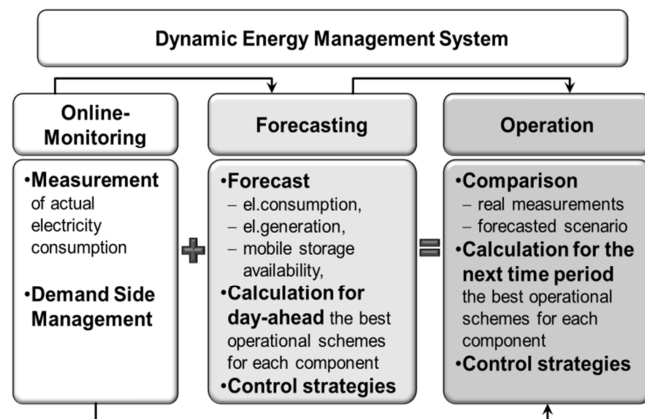 Dynamic Energy Management System
Online-
Monitoring
•Measurement
of actual
electricity
consumption
•Demand Side
Management
Forecasting
•Forecast
– el.consumption,
– el.generation,
– mobile storage
availability,
•Calculation for
day-ahead the best
operational schemes
for each component
•Control strategies
Operation
•Comparison
– real measurements
– forecasted scenario
•Calculation for the
next time period
the best operational
schemes for each
component
•Control strategies